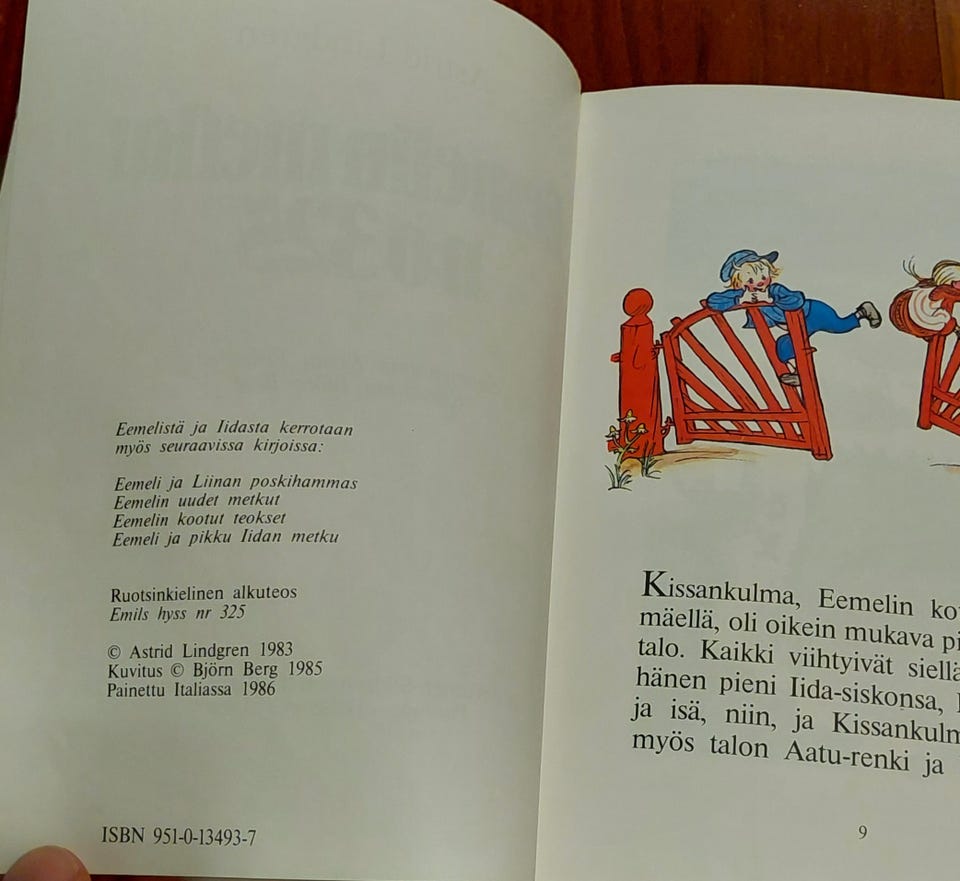 Eemelistä ja Iidasta kerrotaan
myös seuraavissa kirjoissa:
Eemeli ja Liinan poskihammas
Eemelin uudet metkut
Eemelin kootut teokset
Eemeli ja pikku Iidan metku
Ruotsinkielinen alkuteos
Emils hyss nr 325
© Astrid Lindgren 1983
Kuvitus © Björn Berg 1985
Painettu Italiassa 1986
ISBN 951-0-13493-7
Kissankulma, Eemelin
mäellä, oli oikein mukava
talo. Kaikki viihtyivät siellä
hänen pieni Iida-siskonsa,
ja isä, niin, ja
myös talon Aatu-renki ja
9